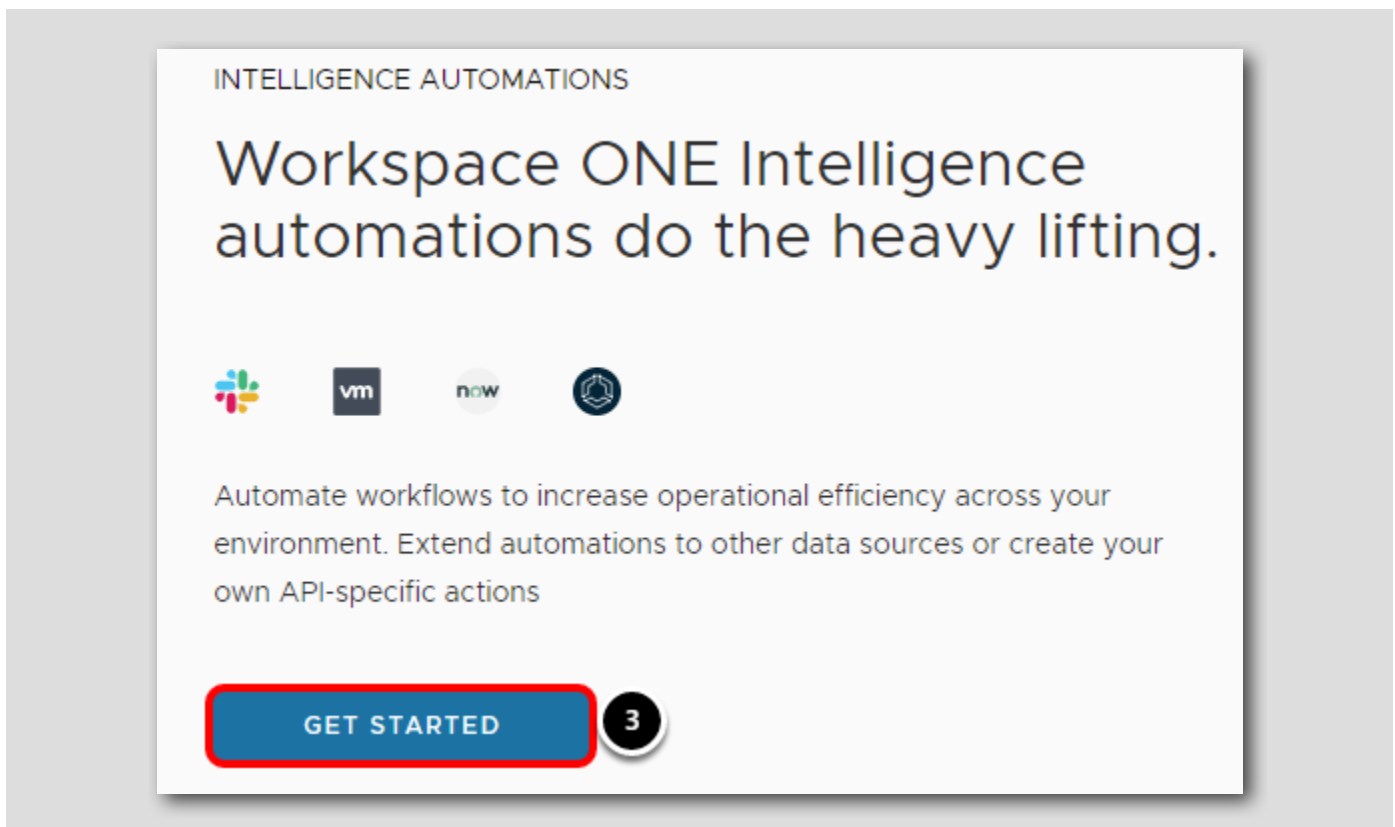 INTELLIGENCE AUTOMATIONS
Workspace ONE Intelligence
automations do the heavy lifting.
vm now
Automate workflows to increase operational efficiency across your
environment. Extend automations to other data sources or create your
own API-specific actions
GET STARTED 3